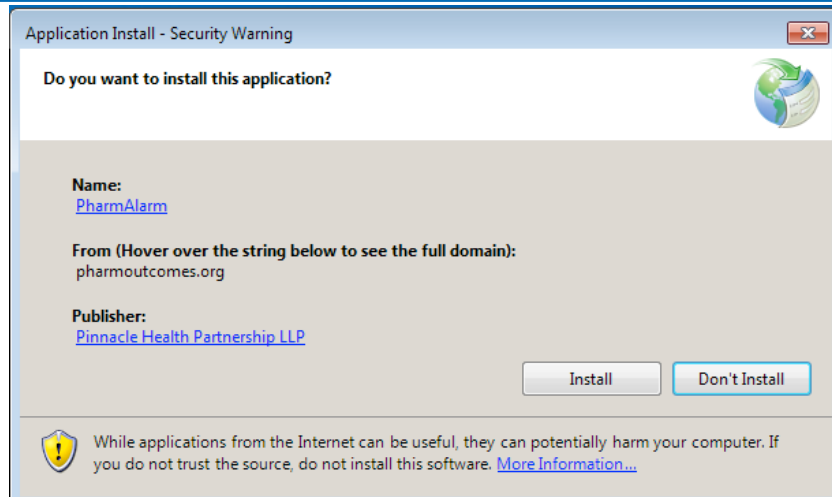 Application Install - Security Warning
Do you want to install this application?
Name:
PharmAlarm
From (Hover over the string below to see the full domain):
pharmoutcomes.org
Publisher:
Pinnacle Health Partnership LLP
Install
Don't Install
While applications from the Internet can be useful, they can potentially harm your computer. If
you do not trust the source, do not install this software. More Information...